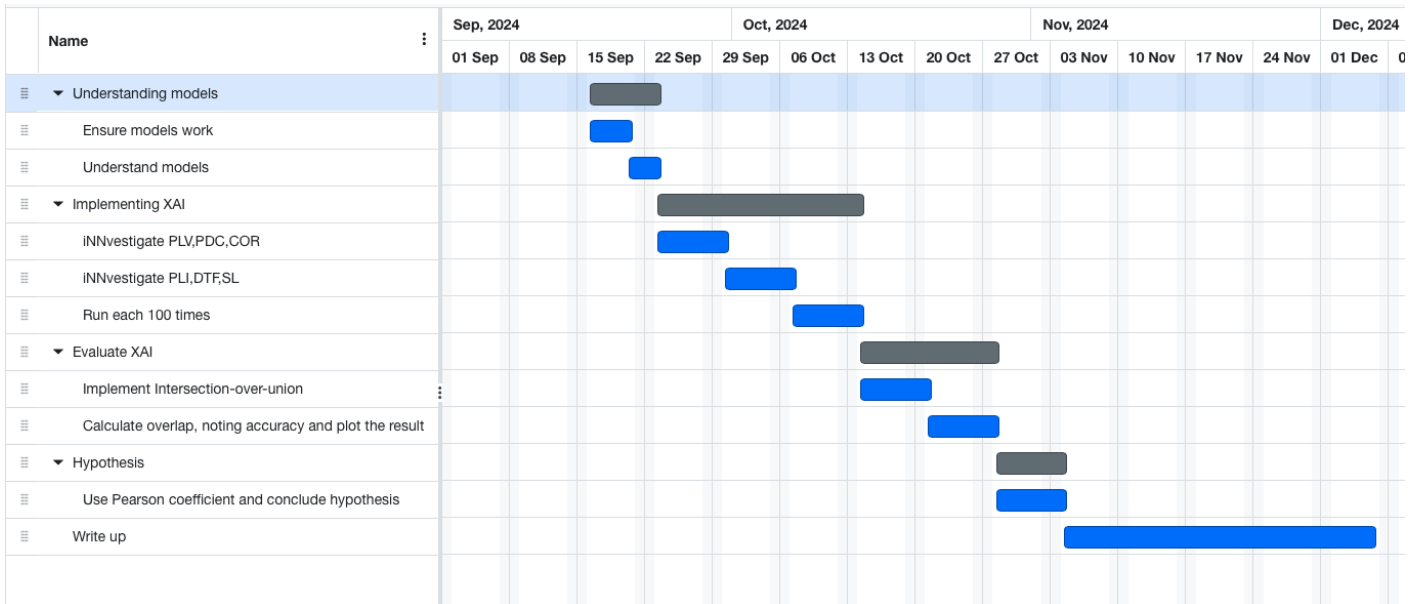 Name
Sep, 2024 Oct, 2024 Nov, 2024 Dec, 2024
01 Sep 08 Sep 15 Sep 22 Sep 29 Sep 06 Oct 13 Oct 20 Oct 27 Oct 03 Nov 10 Nov 17 Nov 24 Nov 01 Dec
Understanding models
Ensure models work
Understand models
Implementing XAI
iNNvestigate PLV,PDC,COR
iNNvestigate PLI,DTF,SL
Run each 100 times
Evaluate XAI
Implement Intersection-over-union
Calculate overlap, noting accuracy and plot the result
Hypothesis
Use Pearson coefficient and conclude hypothesis
Write up